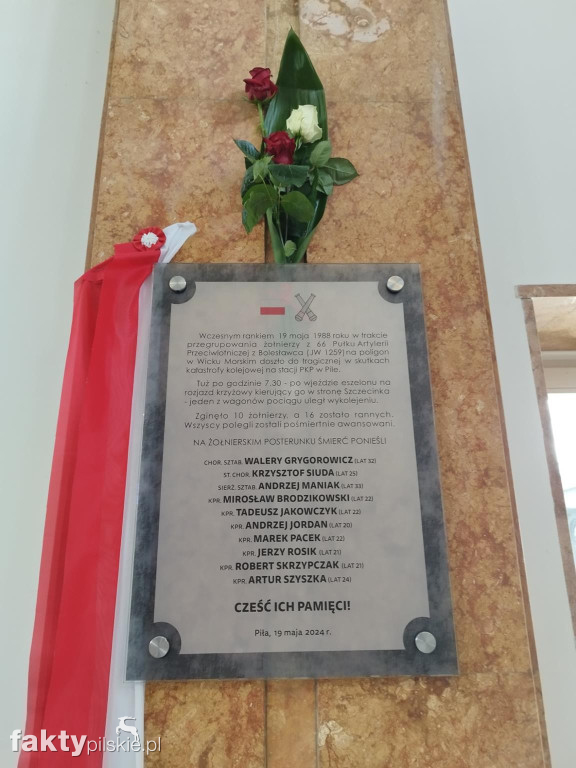 Wczesnym rankiem 19 maja 1988 roku w trakcie
przegrupowania żołnierzy z 66 Pułku Artylerii
Przeciwlotniczej z Bolesławca (JW 1259) na poligon
w Wicku Morskim doszło do tragicznej w skutkach
katastrofy kolejowej na stacji PKP w Pile.
Tuż po godzinie 7.30 - po wjeździe eszelonu na
rozjazd krzyżowy kierujący go w stronę Szczecinka
- jeden z wagonów pociągu uległ wykolejeniu.
Zginęło 10 żołnierzy, a 16 zostało rannych.
Wszyscy polegli zostali pośmiertnie awansowani.
NA ŻOŁNIERSKIM POSTERUNKU ŚMIERĆ PONIEŚLI
CHOR. SZTAB. WALERY GRYGOROWICZ (LAT 32)
ST. CHOR. KRZYSZTOF SIUDA (LAT 25)
SIERŻ. SZTAB. ANDRZEJ MANIAK (LAT 33)
KPR. MIROSŁAW BRODZIKOWSKI (LAT 22)
KPR. TADEUSZ JAKOWCZYK (LAT 22)
KPR. ANDRZEJ JORDAN (LAT 20)
KPR. MAREK PACEK (LAT 22)
KPR. JERZY ROSIK (LAT 21)
KPR. ROBERT SKRZYPCZAK (LAT 21)
KPR. ARTUR SZYSZKA (LAT 24)
CZEŚĆ ICH PAMIĘCI!
Piła, 19 maja 2024 r.
faktypilskie.pl